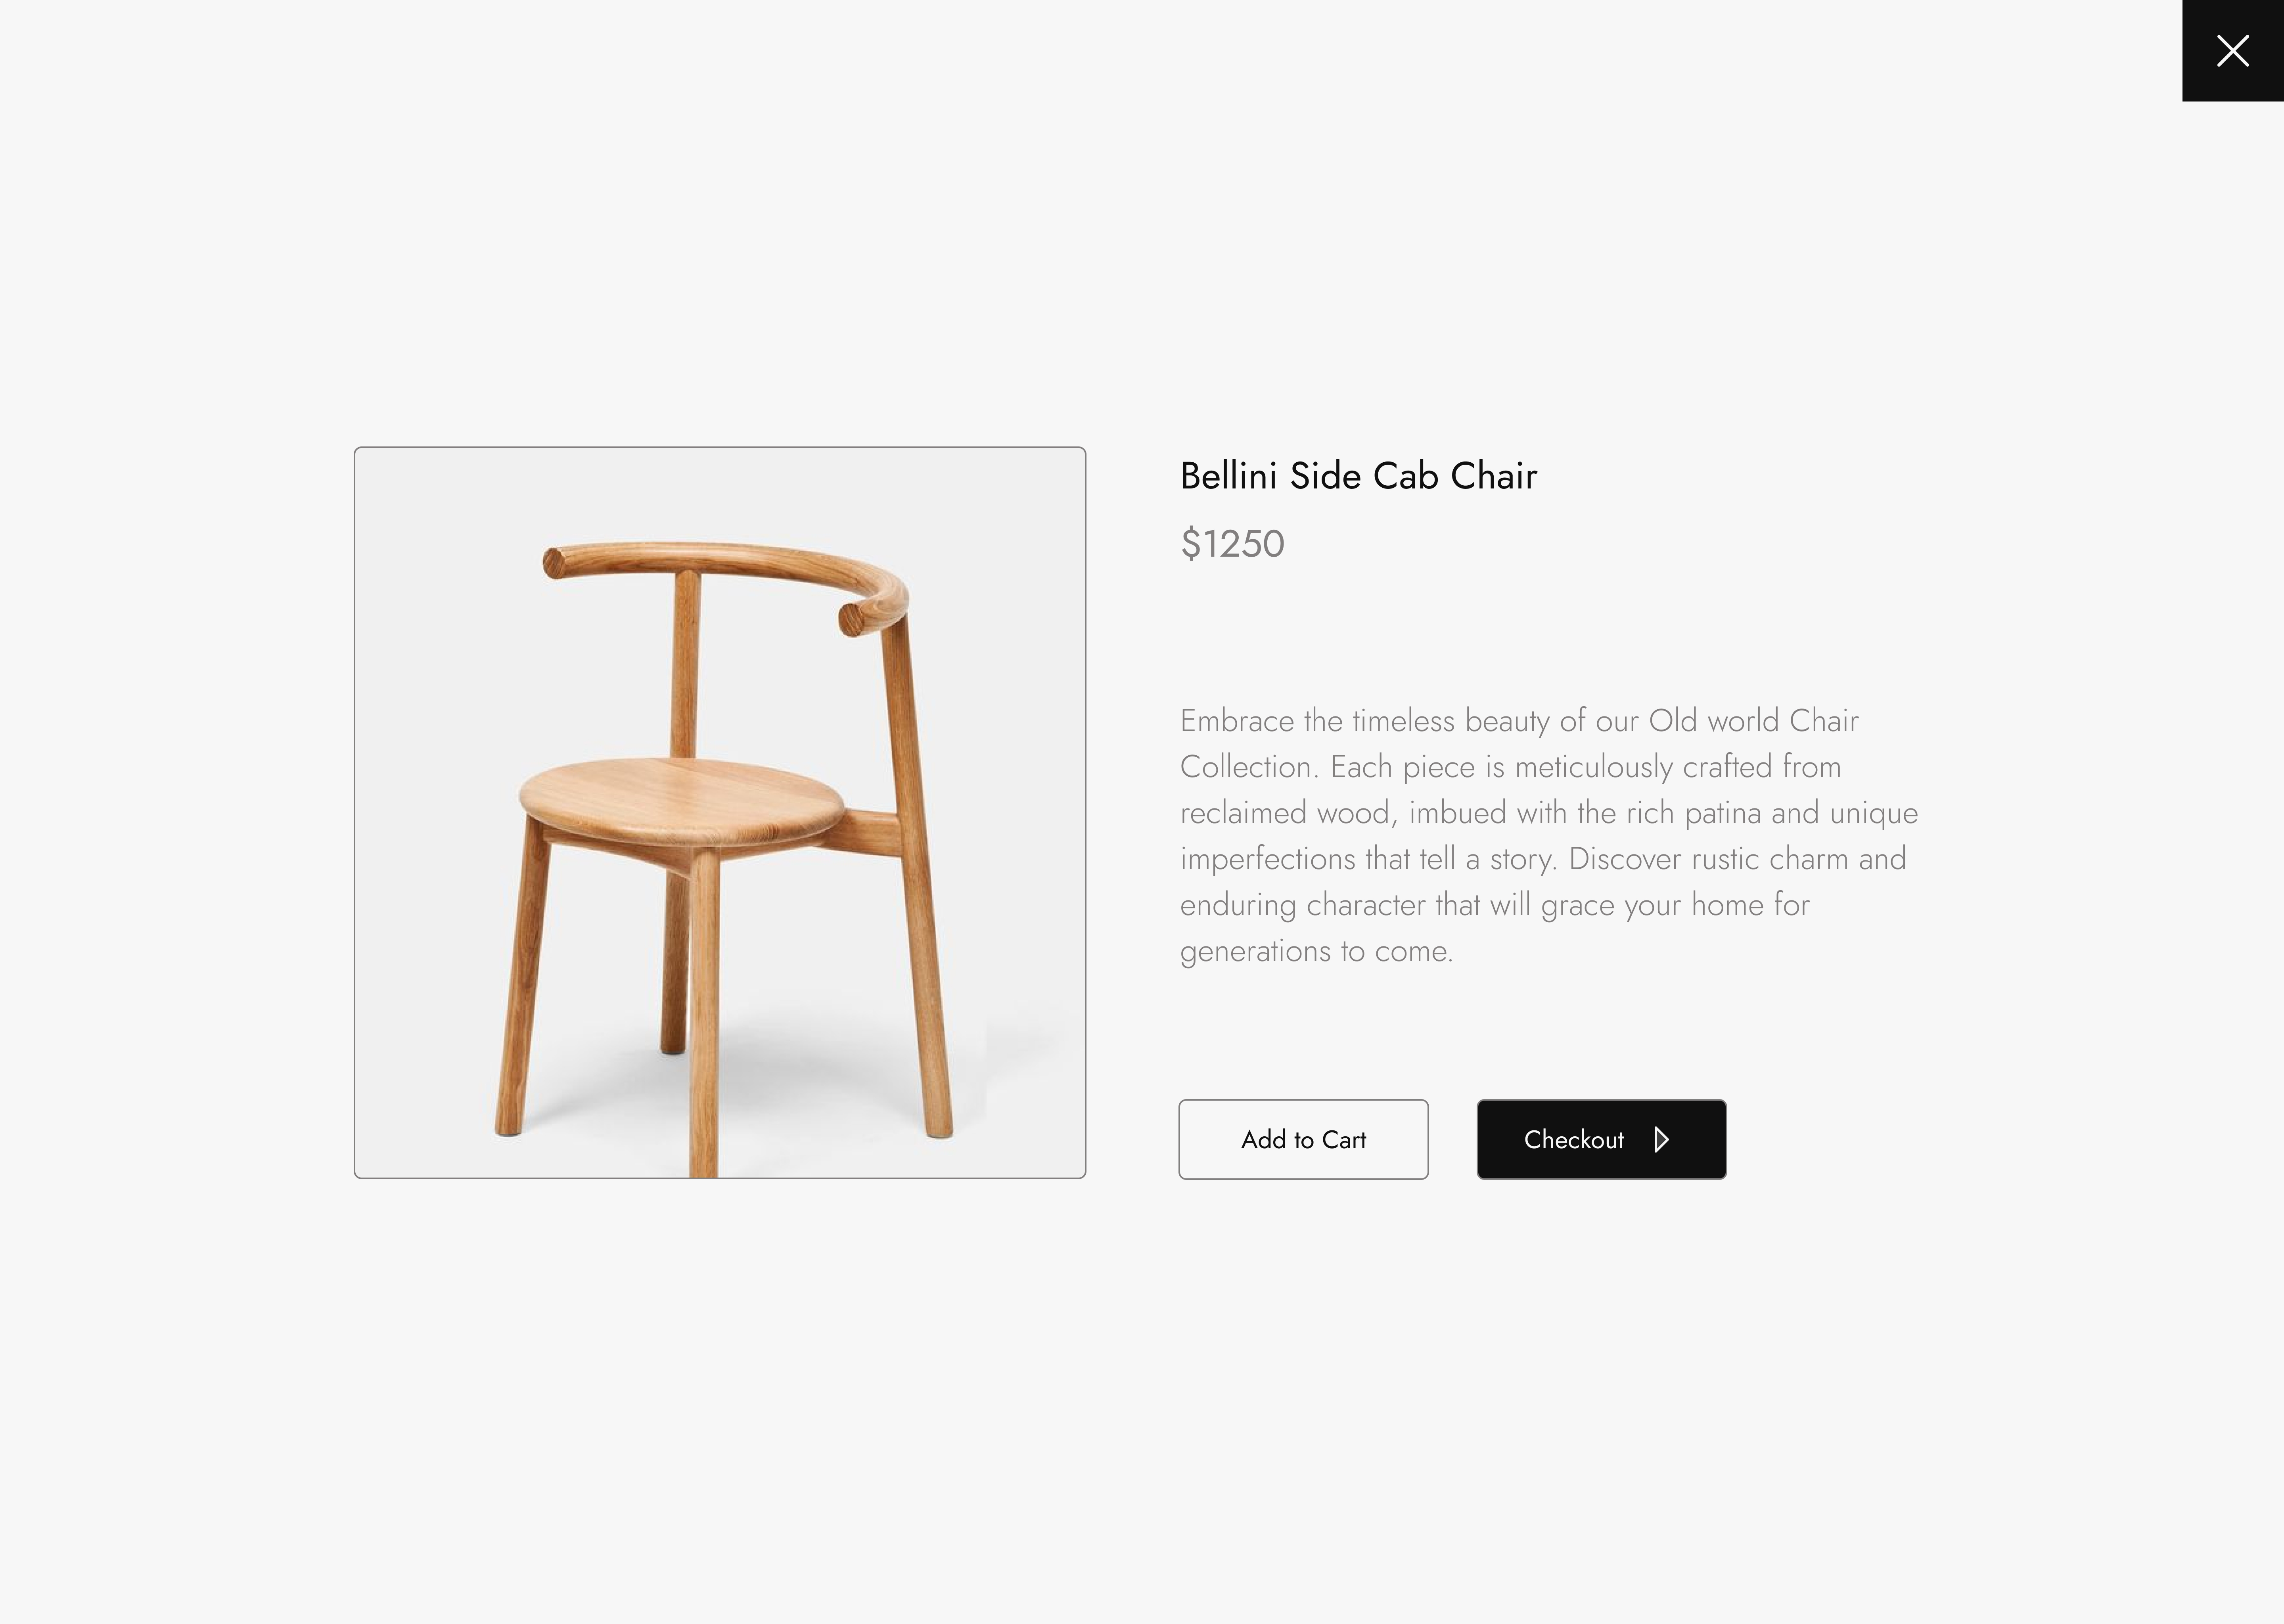 Bellini Side Cab Chair
$1250
Embrace the timeless beauty of our Old world Chair
Collection. Each piece is meticulously crafted from
reclaimed wood, imbued with the rich patina and unique
imperfections that tell a story. Discover rustic charm and
enduring character that will grace your home for
generations to come.
Add to Cart
Checkout